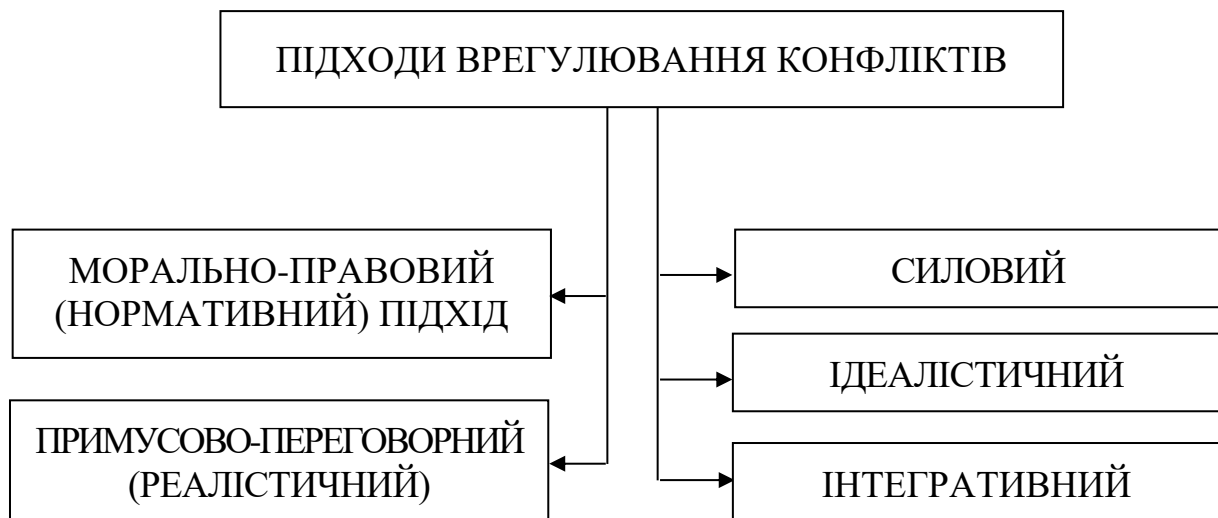 ПІДХОДИ ВРЕГУЛЮВАННЯ КОНФЛІКТІВ
МОРАЛЬНО-ПРАВОВИЙ
(НОРМАТИВНИЙ) ПІДХІД
ПРИМУСОВО-ПЕРЕГОВОРНИЙ
(РЕАЛІСТИЧНИЙ)
СИЛОВИЙ
ІДЕАЛІСТИЧНИЙ
ІНТЕГРАТИВНИЙ